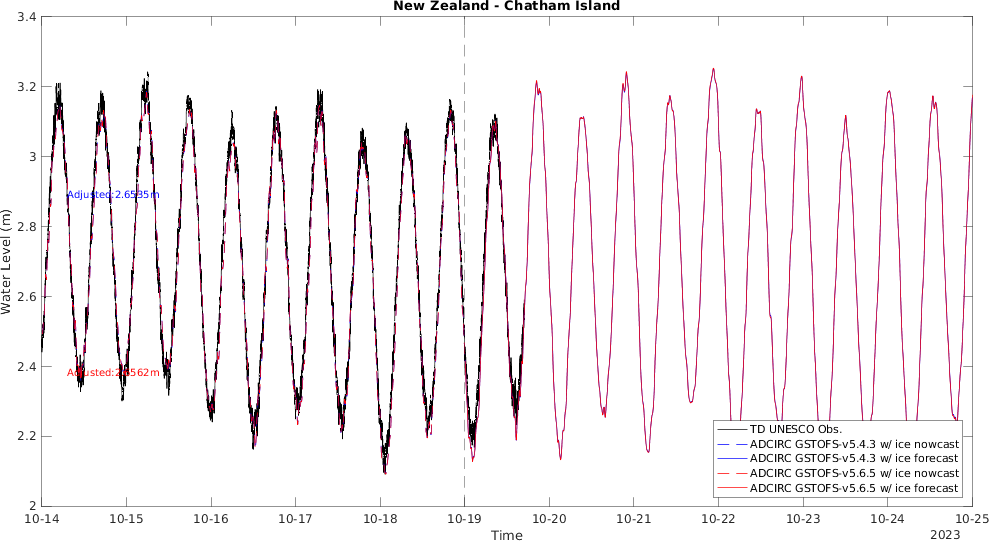 New Zealand - Chatham Island
3.4
3.2
3
2.8
2.6
2.4
2.2
2
Water Level (m)
Adjusted:2.6535m
Adjusted:2.6562m
TD UNESCO Obs.
ADCIRC GSTOFS-v5.4.3 w/ ice nowcast
ADCIRC GSTOFS-v5.4.3 w/ ice forecast
ADCIRC GSTOFS-v5.6.5 w/ ice nowcast
ADCIRC GSTOFS-v5.6.5 w/ ice forecast
10-14 10-15 10-16 10-17 10-18 10-19 10-20 10-21 10-22 10-23 10-24 10-25
Time
2023